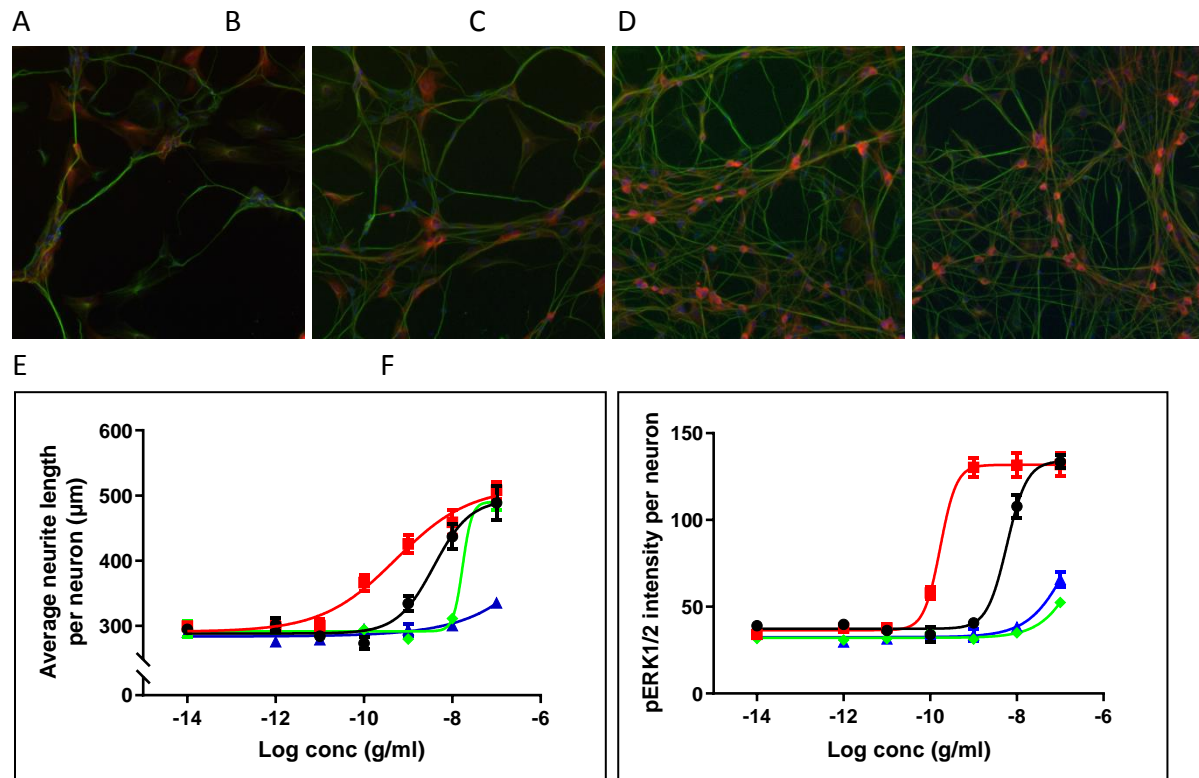 A B C D
E F
600
500
400
300
0
-14 -12 -10 -8 -6
Average neurite length
per neuron (µm)
Log conc (g/ml)
150
100
50
0
-14 -12 -10 -8 -6
pERK1/2 intensity per neuron
Log conc (g/ml)